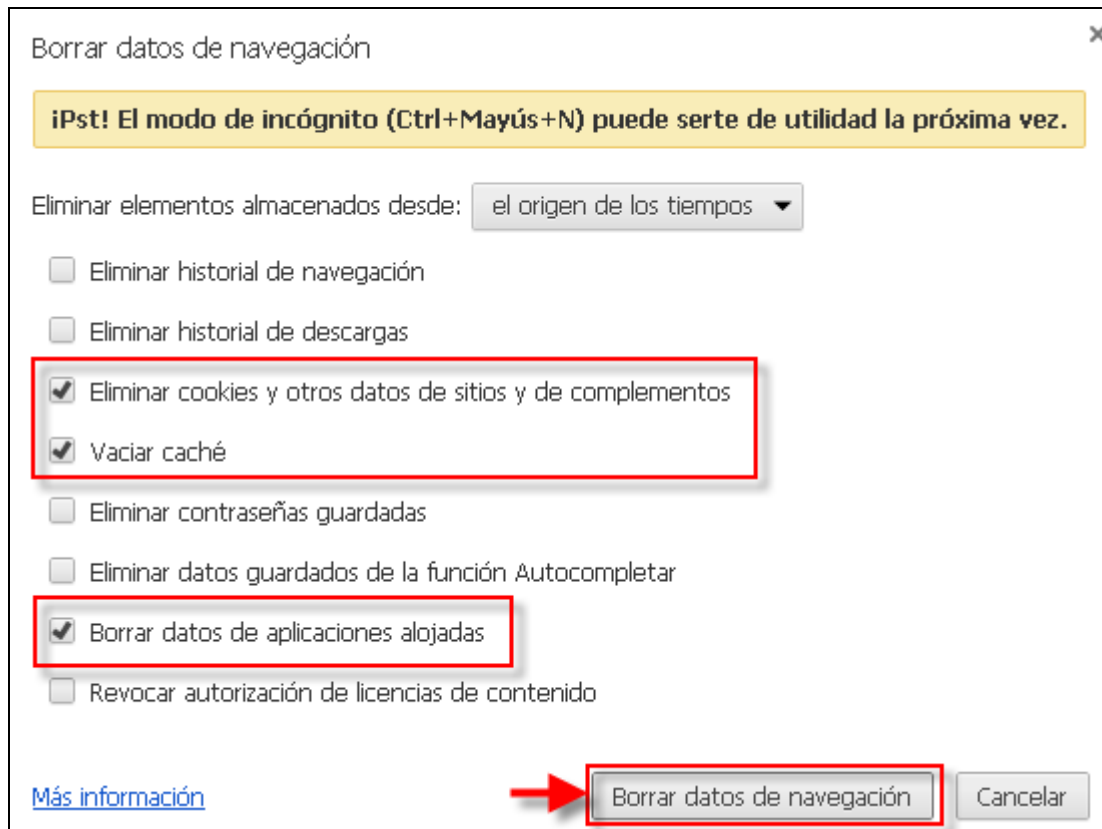 Borrar datos de navegación
¡Pst! El modo de incógnito (Ctrl+Mayús+N) puede serte de utilidad la próxima vez.
Eliminar elementos almacenados desde: el origen de los tiempos
Eliminar historial de navegación
Eliminar historial de descargas
Eliminar cookies y otros datos de sitios y de complementos
Vaciar caché
Eliminar contraseñas guardadas
Eliminar datos guardados de la función Autocompletar
Borrar datos de aplicaciones alojadas
Revocar autorización de licencias de contenido
Más información Borrar datos de navegación Cancelar